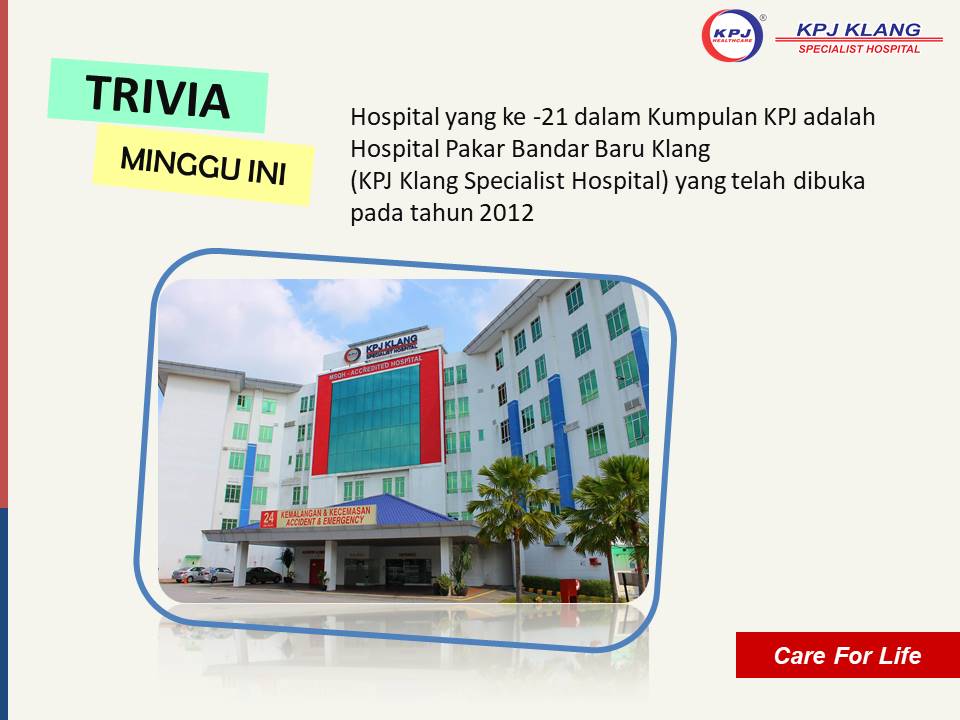 KPJ
HEALTHCARE
®
KPJ KLANG
SPECIALIST HOSPITAL
TRIVIA
MINGGU INI
Hospital yang ke -21 dalam Kumpulan KPJ adalah
Hospital Pakar Bandar Baru Klang
(KPJ Klang Specialist Hospital) yang telah dibuka
pada tahun 2012
KPJ KLANG
SPECIALIST HOSPITAL
MSQH - ACCREDITED HOSPITAL
24
KEMALANGAN & KECEMASAN
ACCIDENT & EMERGENCY
Care For Life